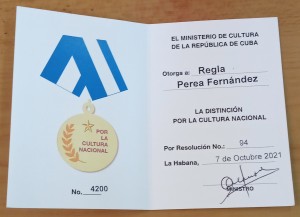 POR
LA
CULTURA
NACIONAL
No. 4200
EL MINISTERIO DE CULTURA
DE LA REPÚBLICA DE CUBA
Otorga a: Regla
Perea Fernández
LA DISTINCIÓN
POR LA CULTURA NACIONAL
Por Resolución No.: 94
La Habana, 7 de Octubre 2021
MINISTRO